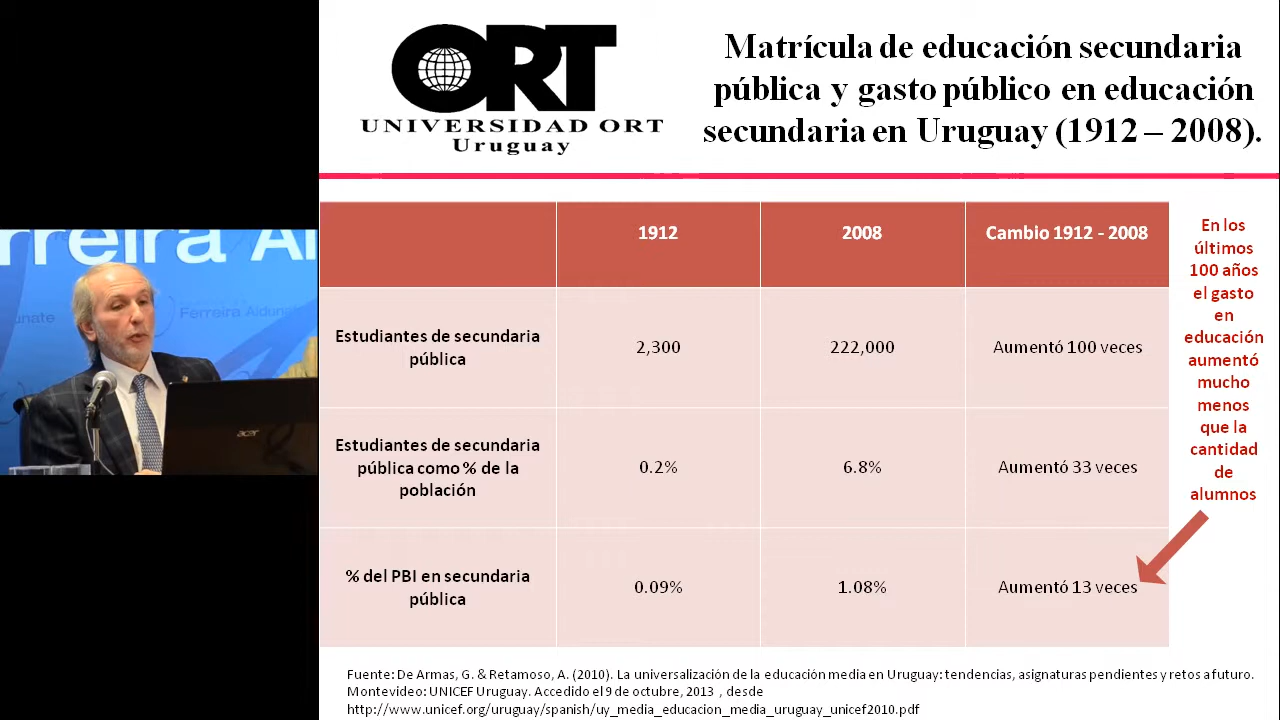 ORT
UNIVERSIDAD ORT
Uruguay
Matrícula de educación secundaria
pública y gasto público en educación
secundaria en Uruguay (1912 – 2008).
1912
2008
Cambio 1912 - 2008
Estudiantes de secundaria
pública
2,300
222,000
Aumentó 100 veces
Estudiantes de secundaria
pública como % de la
población
0.2%
6.8%
Aumentó 33 veces
% del PBI en secundaria
pública
0.09%
1.08%
Aumentó 13 veces
En los
últimos
100 años
el gasto
en
educación
aumentó
mucho
menos
que la
cantidad
de
alumnos
Fuente: De Armas, G. & Retamoso, A. (2010). La universalización de la educación media en Uruguay: tendencias, asignaturas pendientes y retos a futuro.
Montevideo: UNICEF Uruguay. Accedido el 9 de octubre, 2013 , desde
http://www.unicef.org/uruguay/spanish/uy_media_educacion_media_uruguay_unicef2010.pdf
Ferreira Aldunate
acer